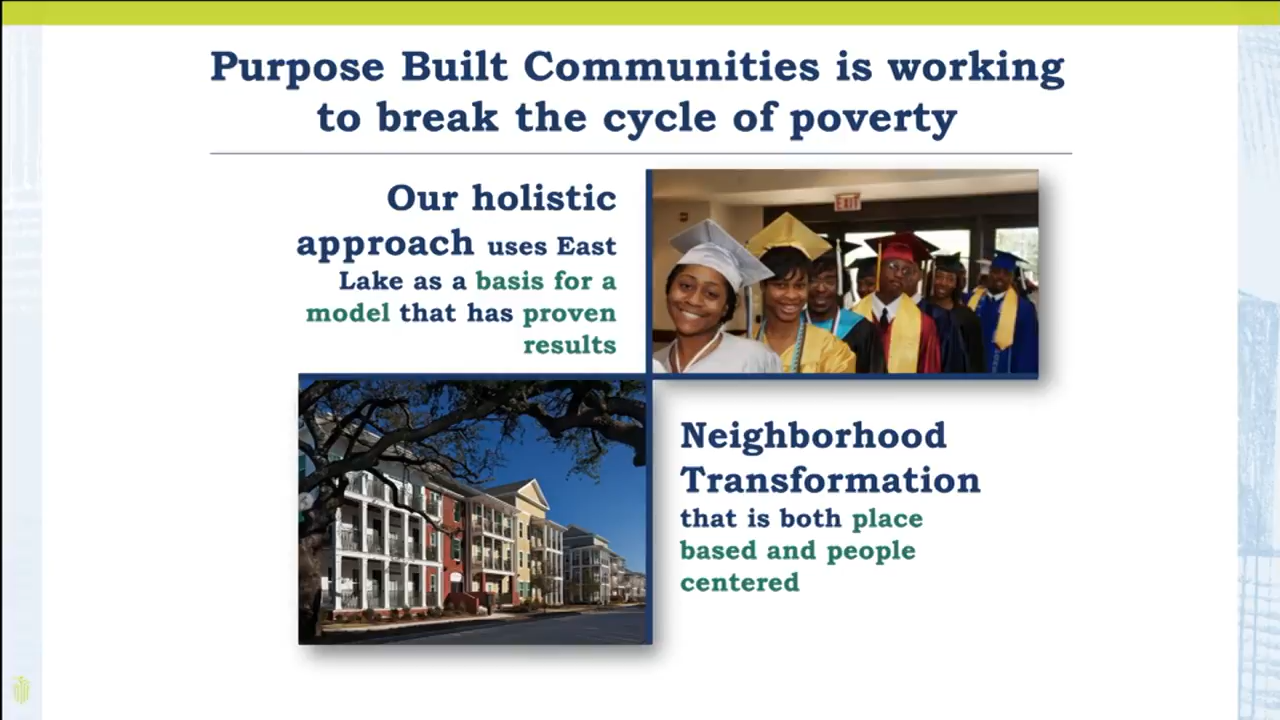 Purpose Built Communities is working
to break the cycle of poverty
Our holistic
approach uses East
Lake as a basis for a
model that has proven
results
EXIT
Neighborhood
Transformation
that is both place
based and people
centered